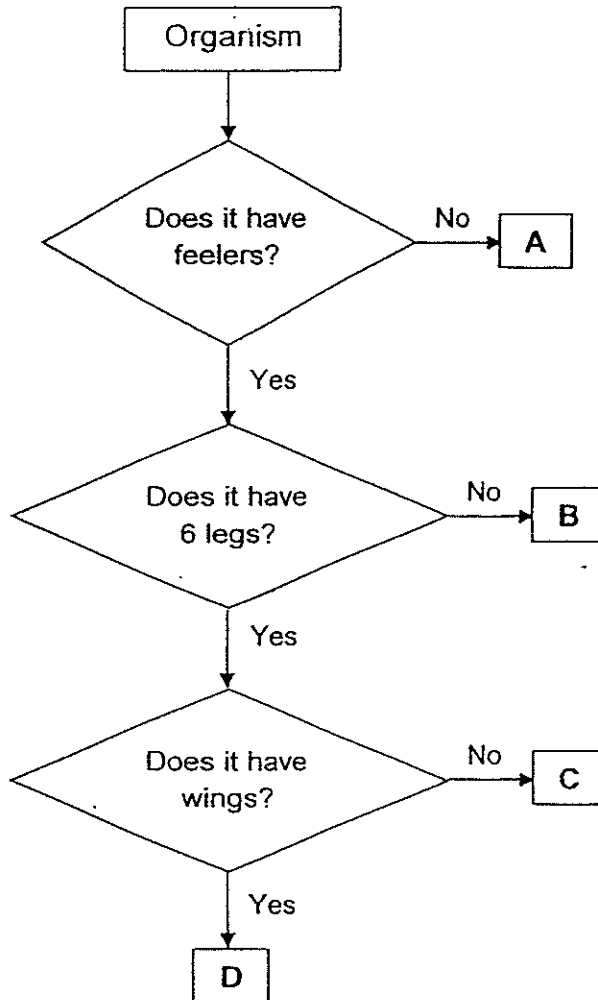 Organism
Does it have
feelers?
No
A
Yes
Does it have
6 legs?
No
B
Yes
Does it have
wings?
No
C
Yes
D